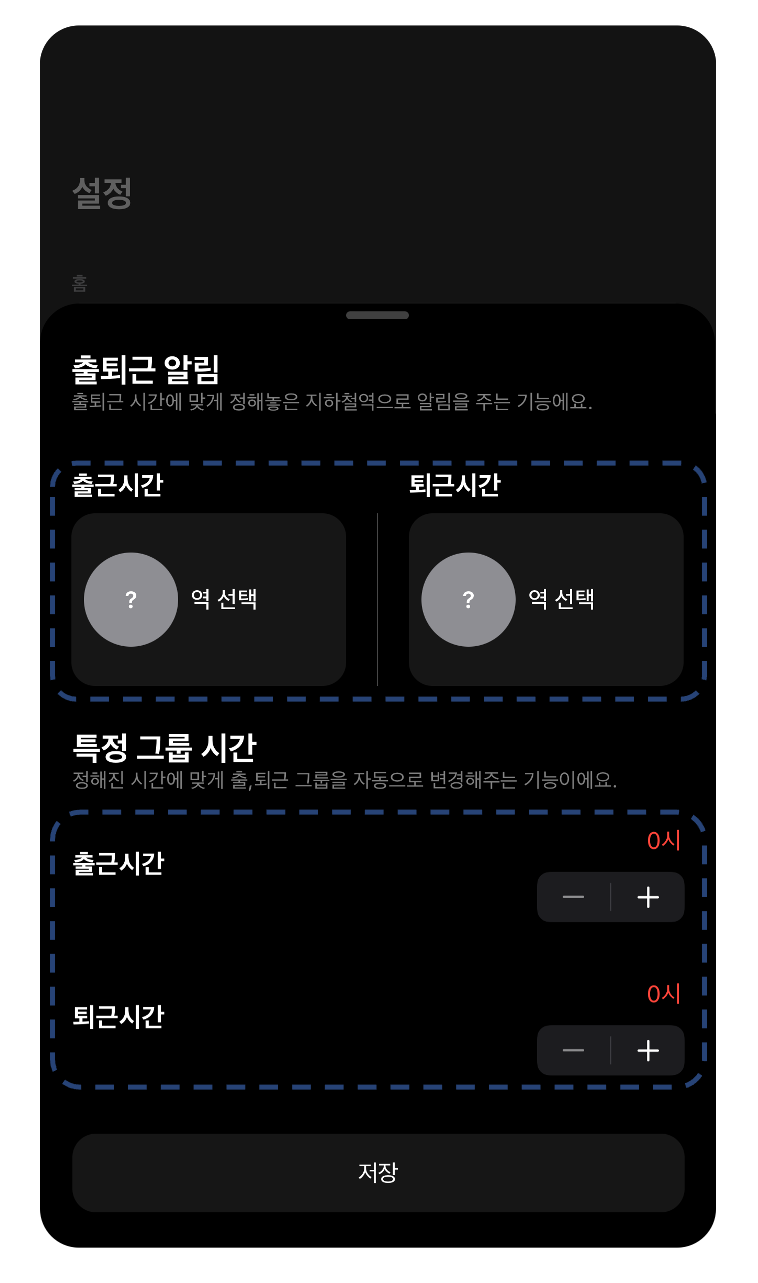 설정
홈
출퇴근 알림
출퇴근 시간에 맞게 정해놓은 지하철역으로 알림을 주는 기능에요.
출근시간
퇴근시간
?
역 선택
?
역 선택
특정 그룹 시간
정해진 시간에 맞게 출,퇴근 그룹을 자동으로 변경해주는 기능이에요.
0시
출근시간
0시
퇴근시간
저장